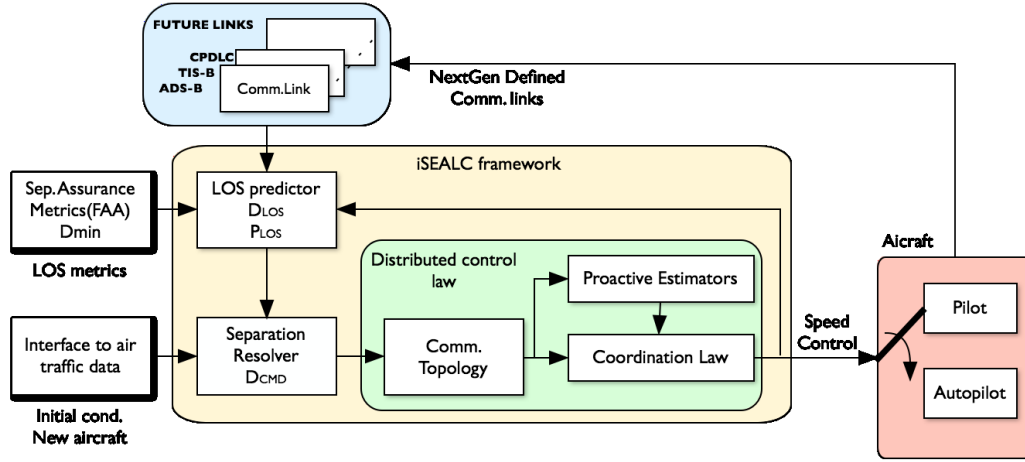 FUTURE LINKS
CPDLC
TIS-B
ADS-B
Comm.Link
NextGen Defined
Comm. links
iSEALC framework
Sep.Assurance
Metrics(FAA)
Dmin
LOS metrics
LOS predictor
DLOS
PLOS
Distributed control
law
Proactive Estimators
Aicraft
Pilot
Interface to air
traffic data
Initial cond.
New aircraft
Separation
Resolver
DCMD
Comm.
Topology
Coordination Law
Speed
Control
Autopilot